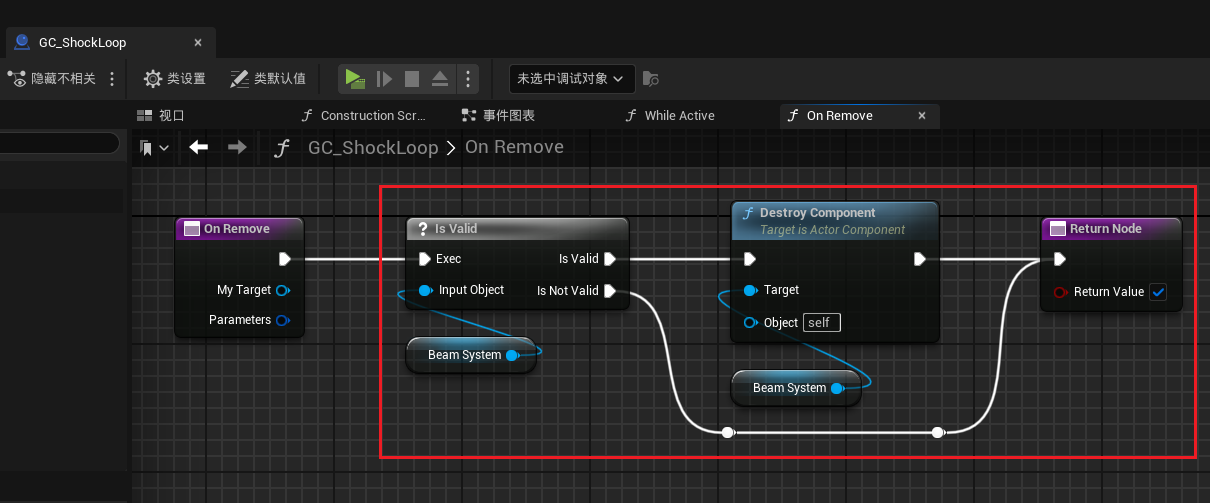 GC_ShockLoop
隐藏不相关
类设置
类默认值
未选中调试对象
视口
Construction Scr...
事件图表
While Active
On Remove
GC_ShockLoop > On Remove
On Remove
My Target
Parameters
? Is Valid
Exec
Is Valid
Input Object
Is Not Valid
Beam System
Destroy Component
Target is Actor Component
Target
Object self
Beam System
Return Node
Return Value